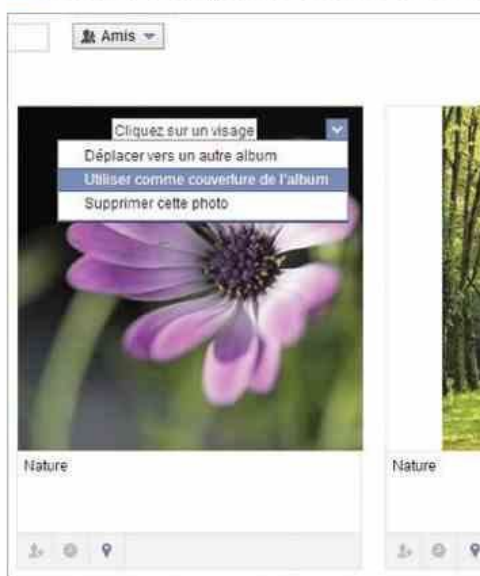 Amis
Cliquez sur un visage
Déplacer vers un autre album
Utiliser comme couverture de l'album
Supprimer cette photo
Nature
Nature